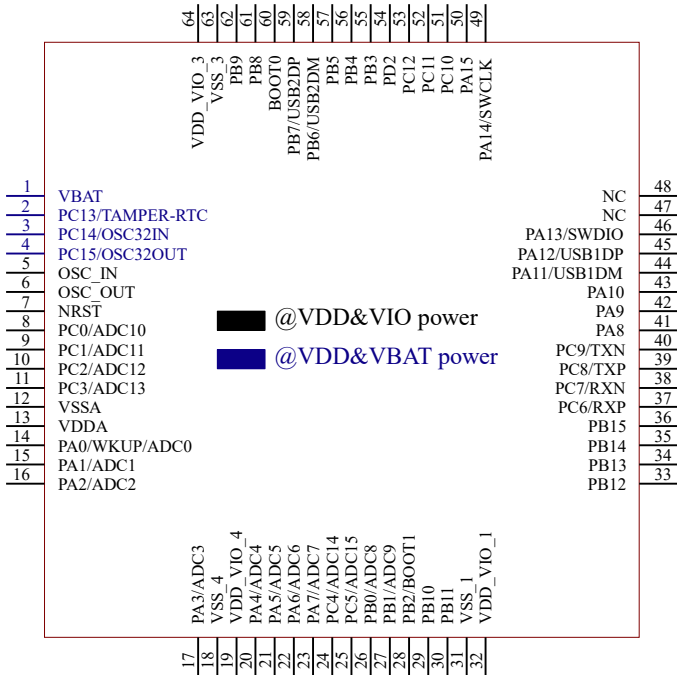 64
63
62
61
60
59
58
57
56
55
54
53
52
51
50
49
VDD_VIO_3
VSS_3
PB9
PB8
BOOT0
PB7/USB2DP
PB6/USB2DM
PB5
PB4
PB3
PD2
PC12
PC11
PC10
PA15
PA14/SWCLK
1 VBAT
2 PC13/TAMPER-RTC
3 PC14/OSC32IN
4 PC15/OSC32OUT
5 OSC_IN
6 OSC_OUT
7 NRST
8 PC0/ADC10
9 PC1/ADC11
10 PC2/ADC12
11 PC3/ADC13
12 VSSA
13 VDDA
14 PA0/WKUP/ADC0
15 PA1/ADC1
16 PA2/ADC2
@VDD&VIO power
@VDD&VBAT power
NC 48
NC 47
PA13/SWDIO 46
PA12/USB1DP 45
PA11/USB1DM 44
PA10 43
PA9 42
PA8 41
PC9/TXN 40
PC8/TXP 39
PC7/RXN 38
PC6/RXP 37
PB15 36
PB14 35
PB13 34
PB12 33
PA3/ADC3
VSS_4
VDD_VIO_4
PA4/ADC4
PA5/ADC5
PA6/ADC6
PA7/ADC7
PC4/ADC14
PC5/ADC15
PB0/ADC8
PB1/ADC9
PB2/BOOT1
PB10
PB11
VSS_1
VDD_VIO_1
17
18
19
20
21
22
23
24
25
26
27
28
29
30
31
32